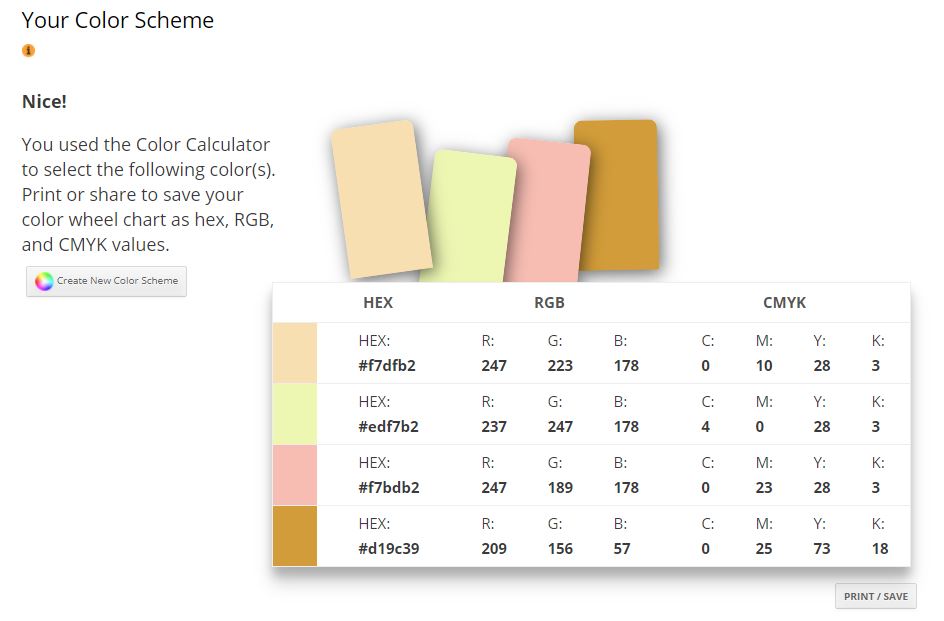 Your Color Scheme
i
Nice!
You used the Color Calculator
to select the following color(s).
Print or share to save your
color wheel chart as hex, RGB,
and CMYK values.
Create New Color Scheme
HEX RGB CMYK
HEX: R: G: B: C: M: Y: K:
#f7dfb2 247 223 178 0 10 28 3
HEX: R: G: B: C: M: Y: K:
#edf7b2 237 247 178 4 0 28 3
HEX: R: G: B: C: M: Y: K:
#f7bdb2 247 189 178 0 23 28 3
HEX: R: G: B: C: M: Y: K:
#d19c39 209 156 57 0 25 73 18
PRINT / SAVE